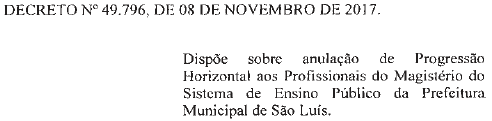 DECRETO Nº 49.796, DE 08 DE NOVEMBRO DE 2017.
Dispõe sobre anulação de Progressão
Horizontal aos Profissionais do Magistério do
Sistema de Ensino Público da Prefeitura
Municipal de São Luís.